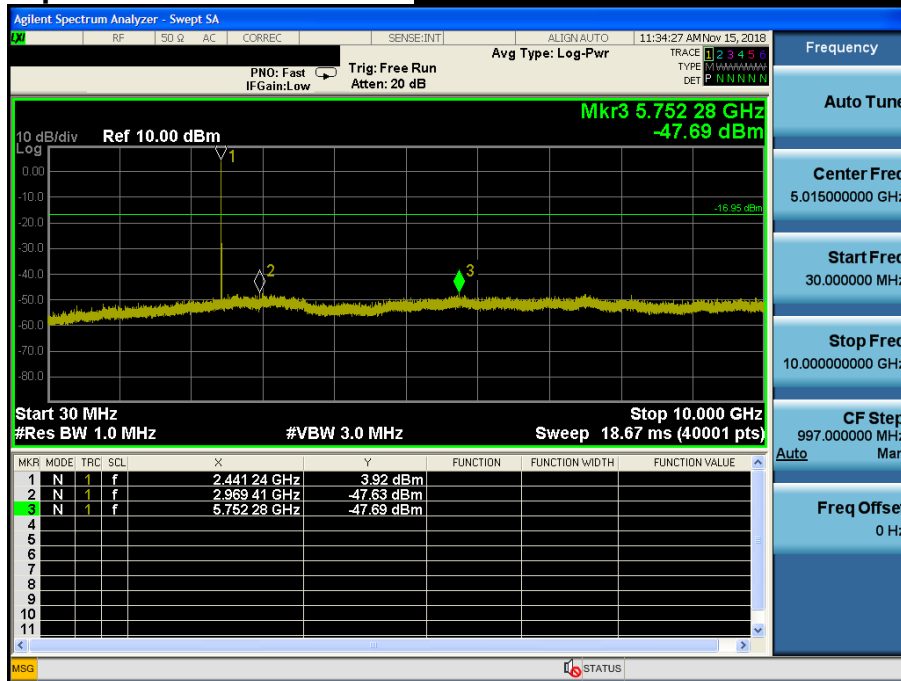 Agilent Spectrum Analyzer - Swept SA
LXI RF 50 Ω AC CORREC SENSE:INT ALIGN AUTO 11:34:27 AM Nov 15, 2018
Frequency
Avg Type: Log-Pwr TRACE 1 2 3 4 5 6
PNO: Fast Trig: Free Run TYPE M W W W W W
IFGain:Low Atten: 20 dB DET P N N N N N
Auto Tune
Mkr3 5.752 28 GHz
10 dB/div Ref 10.00 dBm -47.69 dBm
Log
1
0.00
-10.0
-16.95 dBm
-20.0
-30.0
-40.0
2
3
-50.0
-60.0
-70.0
-80.0
Center Freq
5.015000000 GHz
Start Freq
30.000000 MHz
Stop Freq
10.000000000 GHz
Start 30 MHz Stop 10.000 GHz
#Res BW 1.0 MHz #VBW 3.0 MHz Sweep 18.67 ms (40001 pts)
CF Step
997.000000 MHz
Auto Man
MKR MODE TRC SCL X Y FUNCTION FUNCTION WIDTH FUNCTION VALUE
1 N 1 f 2.441 24 GHz 3.92 dBm
2 N 1 f 2.969 41 GHz -47.63 dBm
3 N 1 f 5.752 28 GHz -47.69 dBm
4
5
6
7
8
9
10
11
Freq Offset
0 Hz
MSG STATUS